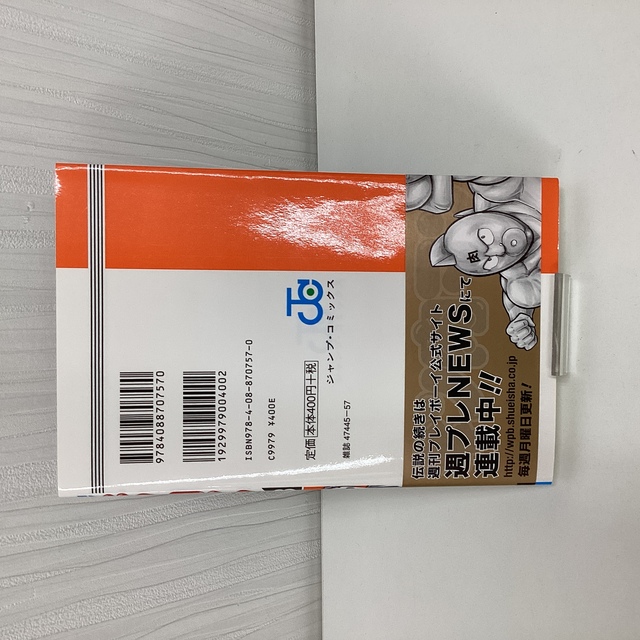 9784088707570
1929979004002
ISBN978-4-08-870757-0
C9979 ¥400E
定価 本体400円+税
雑誌 47445-57
ジャンプ・コミックス
肉
伝説の続きは
週刊プレイボーイ公式サイト
週プレNEWSにて
連載中!!
http://wpb.shueisha.co.jp
毎週月曜日更新!